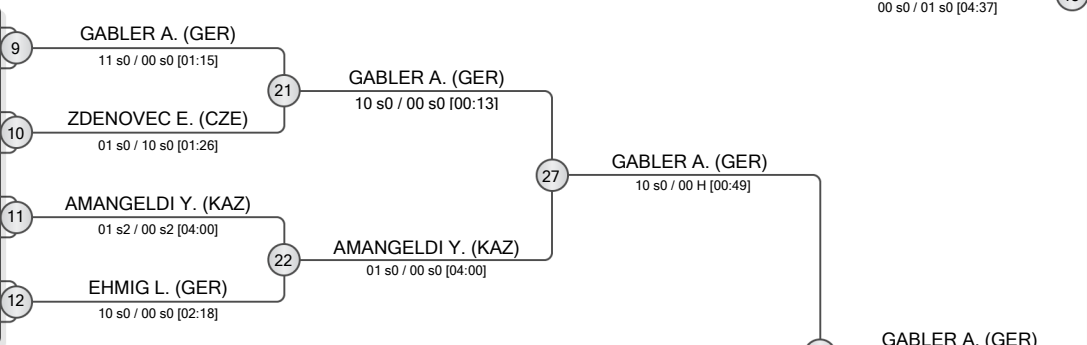 00 s0 / 01 s0 [04:37]
9
GABLER A. (GER)
11 s0 / 00 s0 [01:15]
21
GABLER A. (GER)
10 s0 / 00 s0 [00:13]
10
ZDENOVEC E. (CZE)
01 s0 / 10 s0 [01:26]
27
GABLER A. (GER)
10 s0 / 00 H [00:49]
11
AMANGELDI Y. (KAZ)
01 s2 / 00 s2 [04:00]
22
AMANGELDI Y. (KAZ)
01 s0 / 00 s0 [04:00]
12
EHMIG L. (GER)
10 s0 / 00 s0 [02:18]
GABLER A. (GER)